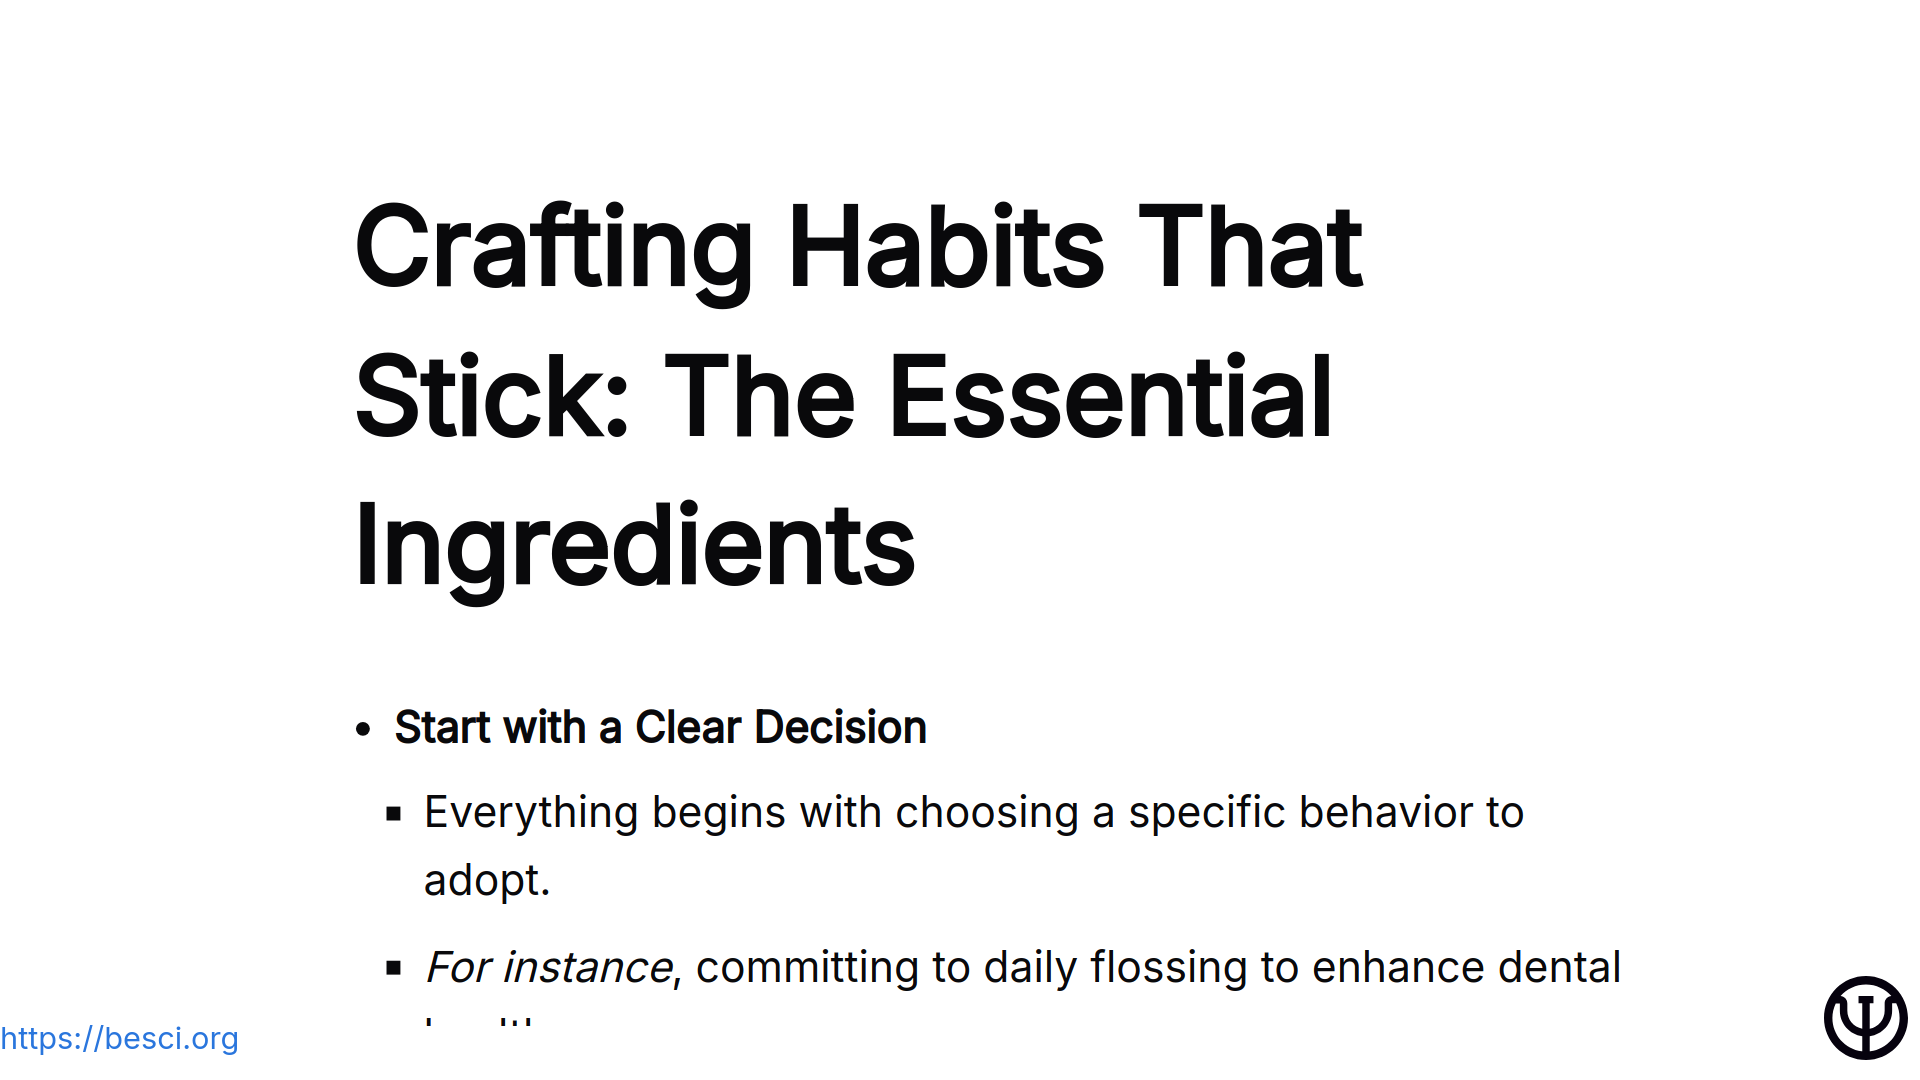 Crafting Habits That
Stick: The Essential
Ingredients
• Start with a Clear Decision
▪ Everything begins with choosing a specific behavior to
adopt.
▪ For instance, committing to daily flossing to enhance dental
https://besci.org